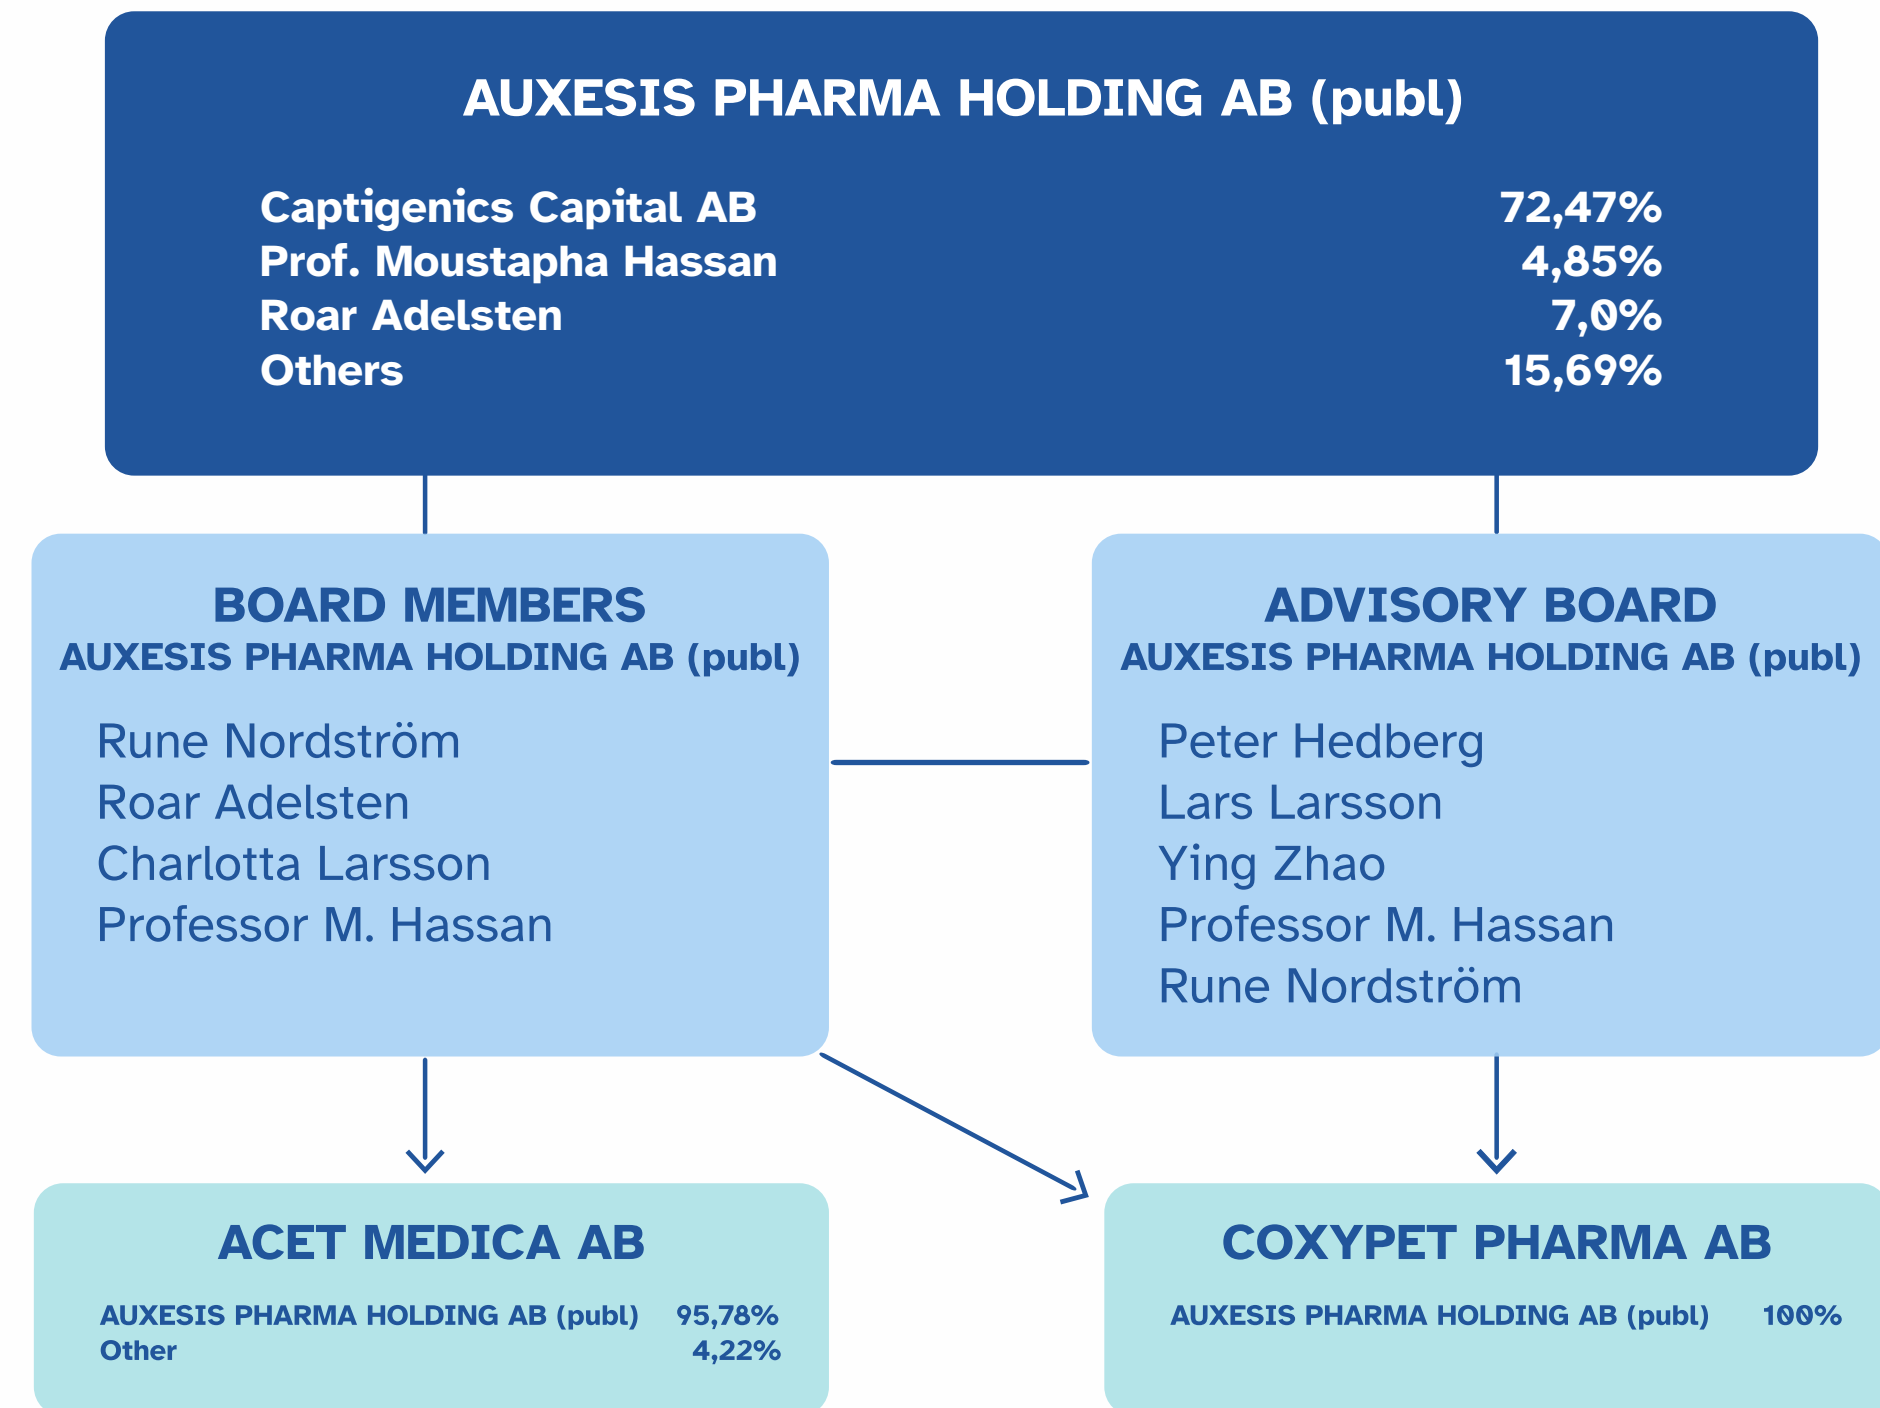 AUXESIS PHARMA HOLDING AB (publ)
Captigenics Capital AB 72,47%
Prof. Moustapha Hassan 4,85%
Roar Adelsten 7,0%
Others 15,69%
BOARD MEMBERS
AUXESIS PHARMA HOLDING AB (publ)
Rune Nordström
Roar Adelsten
Charlotta Larsson
Professor M. Hassan
ADVISORY BOARD
AUXESIS PHARMA HOLDING AB (publ)
Peter Hedberg
Lars Larsson
Ying Zhao
Professor M. Hassan
Rune Nordström
ACET MEDICA AB
AUXESIS PHARMA HOLDING AB (publ) 95,78%
Other 4,22%
COXYPET PHARMA AB
AUXESIS PHARMA HOLDING AB (publ) 100%